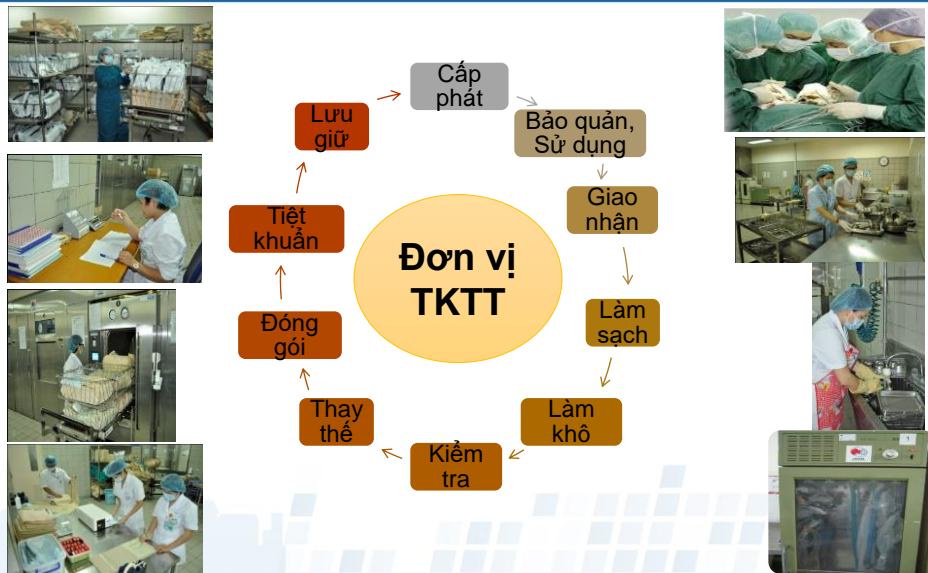 Cấp
phát
Bảo quản,
Sử dụng
Giao
nhận
Làm
sạch
Làm
khô
Kiểm
tra
Thay
thế
Đóng
gói
Tiệt
khuẩn
Lưu
giữ
Đơn vị
TKTT
1